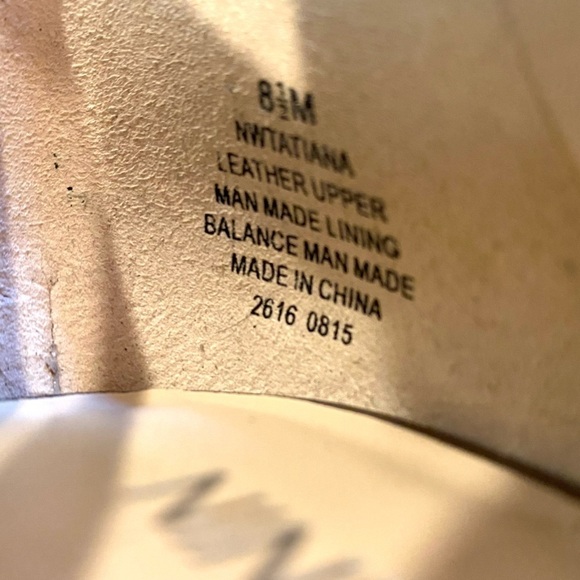 8½M
NWTATIANA
LEATHER UPPER
MAN MADE LINING
BALANCE MAN MADE
MADE IN CHINA
2616 0815